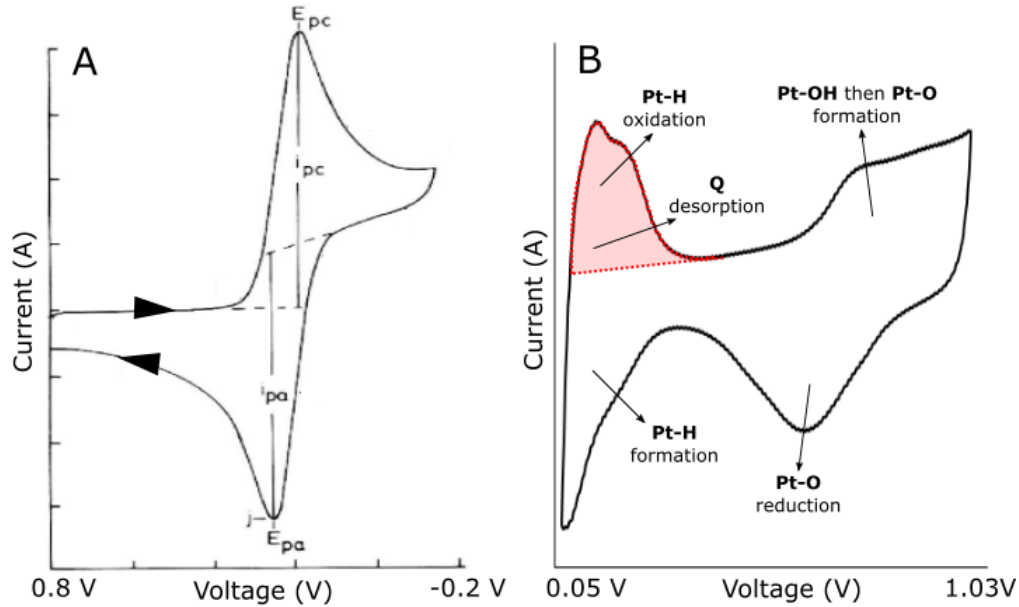 A
E pc
i pc
i pa
j
E pa
Current (A)
0.8 V
Voltage (V)
-0.2 V
B
Pt-H
oxidation
Q
desorption
Pt-OH then Pt-O
formation
Pt-H
formation
Pt-O
reduction
Current (A)
0.05 V
Voltage (V)
1.03V